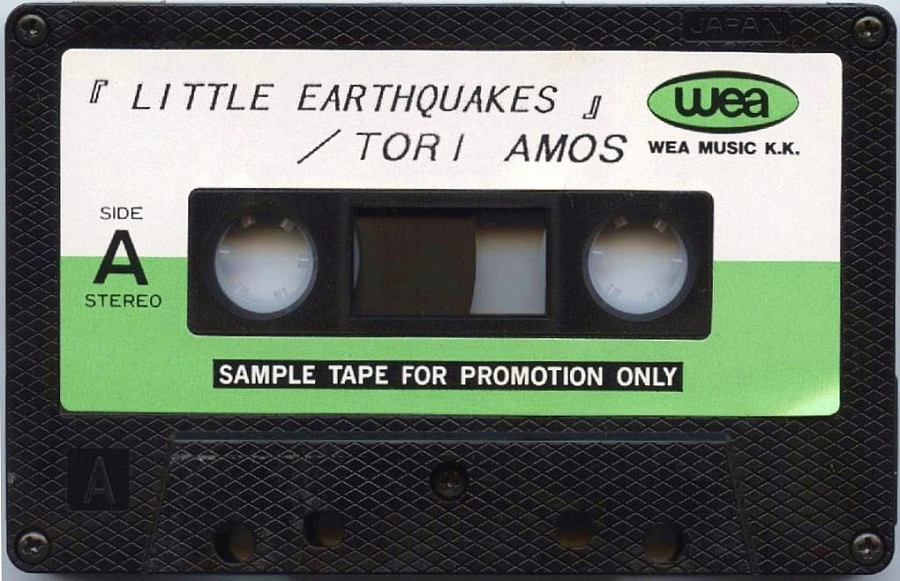 JAPAN
『 LITTLE EARTHQUAKES 』
/ TORI AMOS
wea
WEA MUSIC K.K.
SIDE
A
STEREO
SAMPLE TAPE FOR PROMOTION ONLY
A